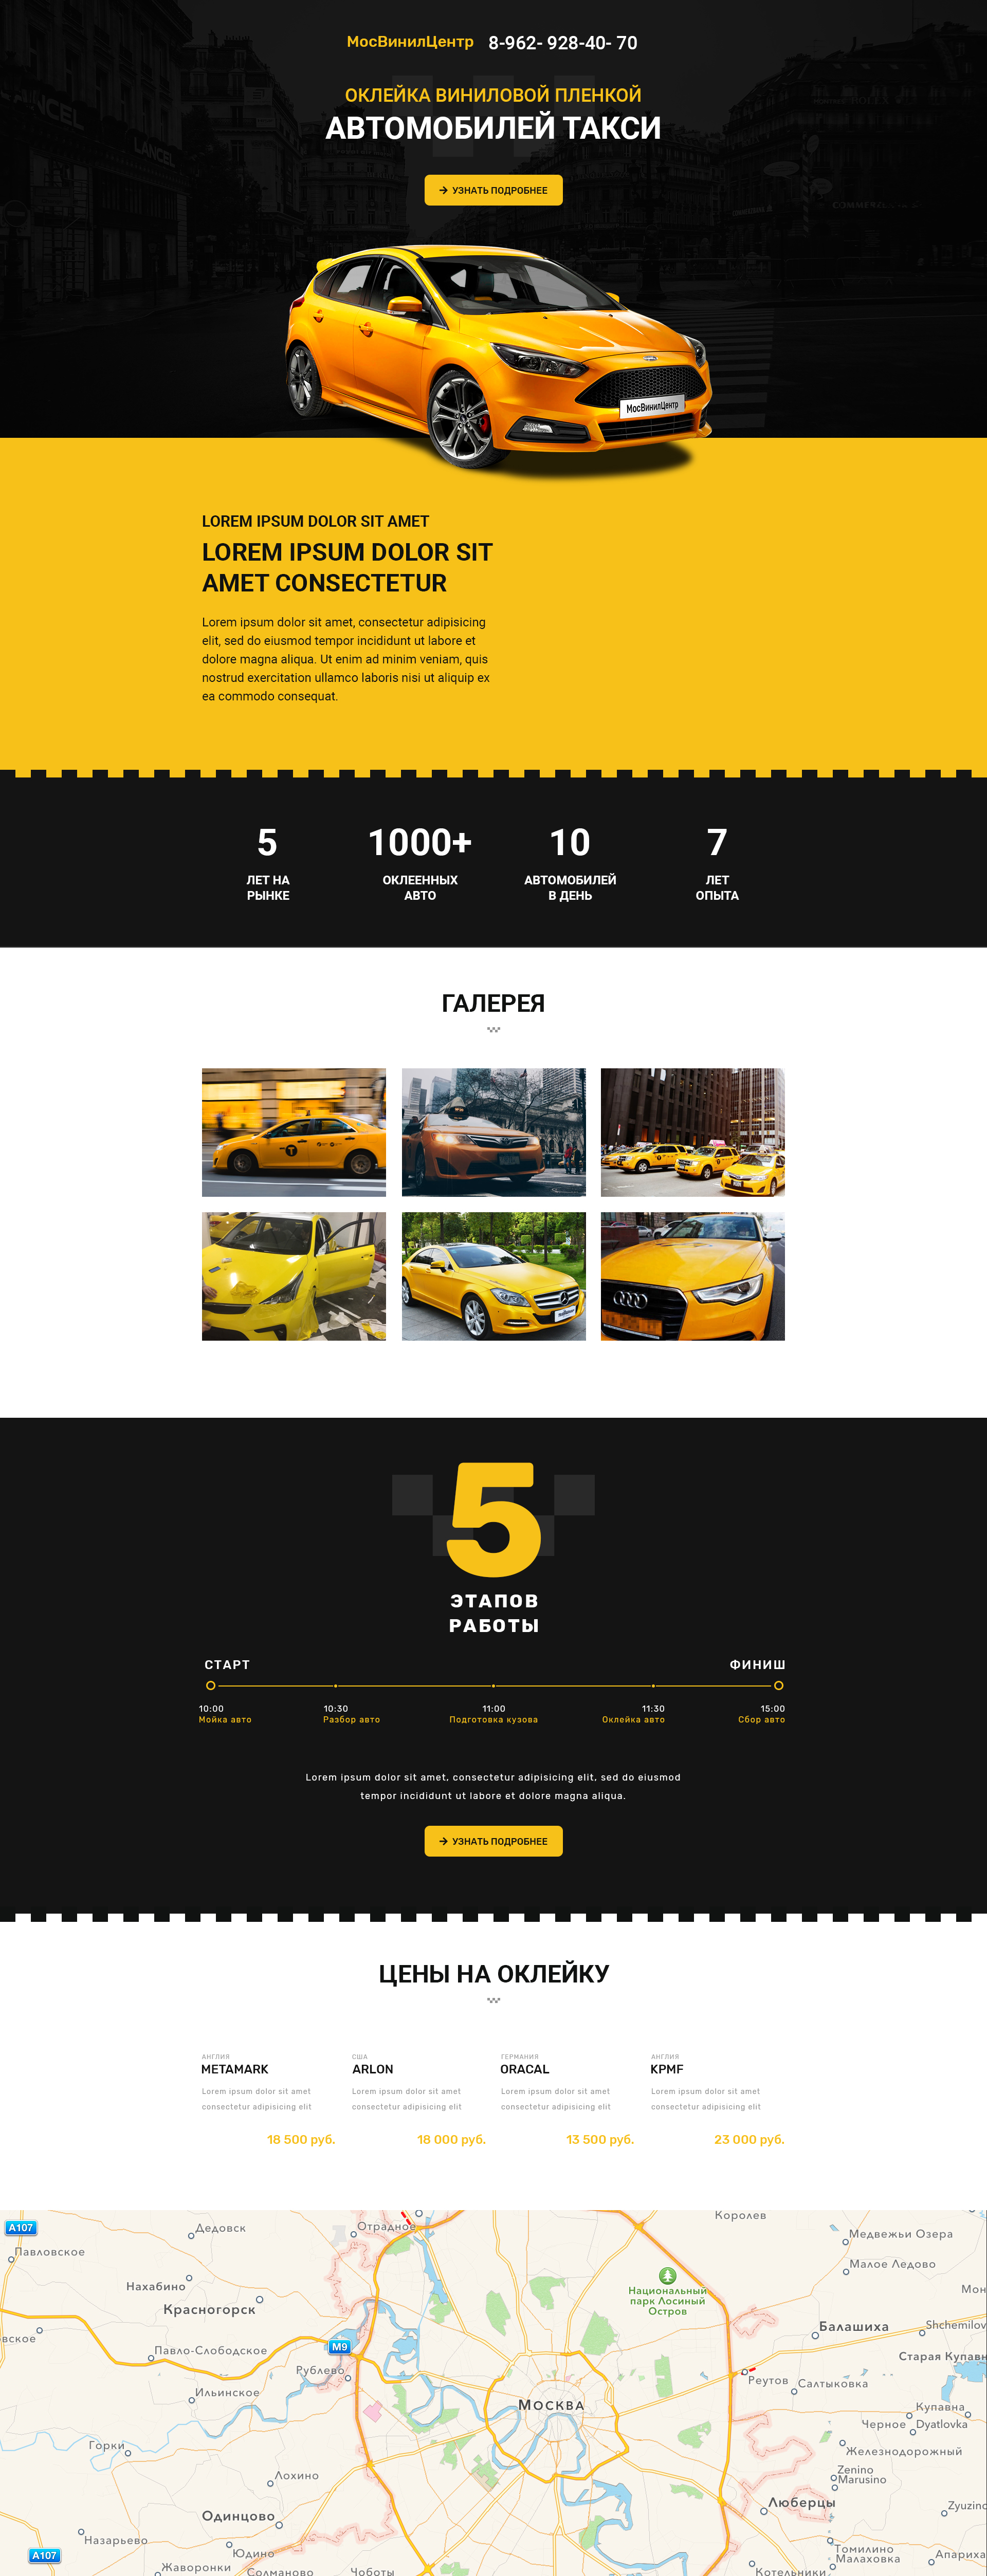 МосВинилЦентр 8-962- 928-40- 70
ОКЛЕЙКА ВИНИЛОВОЙ ПЛЕНКОЙ
АВТОМОБИЛЕЙ ТАКСИ
УЗНАТЬ ПОДРОБНЕЕ
LANCEL
МосВинилЦентр
LOREM IPSUM DOLOR SIT AMET
LOREM IPSUM DOLOR SIT
AMET CONSECTETUR
Lorem ipsum dolor sit amet, consectetur adipisicing
elit, sed do eiusmod tempor incididunt ut labore et
dolore magna aliqua. Ut enim ad minim veniam, quis
nostrud exercitation ullamco laboris nisi ut aliquip ex
ea commodo consequat.
5 1000+ 10 7
ЛЕТ НА ОКЛЕЕННЫХ АВТОМОБИЛЕЙ ЛЕТ
РЫНКЕ АВТО В ДЕНЬ ОПЫТА
ГАЛЕРЕЯ
T
5
ЭТАПОВ
РАБОТЫ
СТАРТ ФИНИШ
10:00 10:30 11:00 11:30 15:00
Мойка авто Разбор авто Подготовка кузова Оклейка авто Сбор авто
Lorem ipsum dolor sit amet, consectetur adipisicing elit, sed do eiusmod
tempor incididunt ut labore et dolore magna aliqua.
УЗНАТЬ ПОДРОБНЕЕ
ЦЕНЫ НА ОКЛЕЙКУ
АНГЛИЯ США ГЕРМАНИЯ АНГЛИЯ
METAMARK ARLON ORACAL KPMF
Lorem ipsum dolor sit amet Lorem ipsum dolor sit amet Lorem ipsum dolor sit amet Lorem ipsum dolor sit amet
consectetur adipisicing elit consectetur adipisicing elit consectetur adipisicing elit consectetur adipisicing elit
18 500 руб. 18 000 руб. 13 500 руб. 23 000 руб.
Королев
A107 Дедовск Отрадное
Медвежьи Озера
Павловское
Малое Ледово
Нахабино
Национальный
парк Лосиный
Остров
Мон
Красногорск
Балашиха
Shchemilov
вское
M9
Павло-Слободское
Старая Купавн
Рублево
Реутов Салтыковка
Ильинское
Москва
Купавна
Черное Dyatlovka
Горки
Железнодорожный
Zenino
Лохино
Marusino
Люберцы
Zyuzino
Одинцово
Назарьево
Томилино
A107 Юдино
Малаховка
Апариха
Жаворонки Солманово Чоботы
Котельники